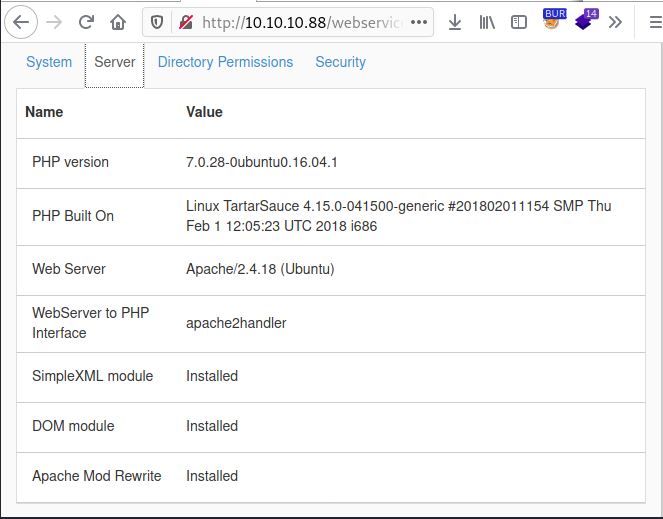 http://10.10.10.88/webservic
BUR
14
System Server Directory Permissions Security
Name Value
PHP version 7.0.28-0ubuntu0.16.04.1
PHP Built On Linux TartarSauce 4.15.0-041500-generic #201802011154 SMP Thu
Feb 1 12:05:23 UTC 2018 i686
Web Server Apache/2.4.18 (Ubuntu)
WebServer to PHP
Interface apache2handler
SimpleXML module Installed
DOM module Installed
Apache Mod Rewrite Installed